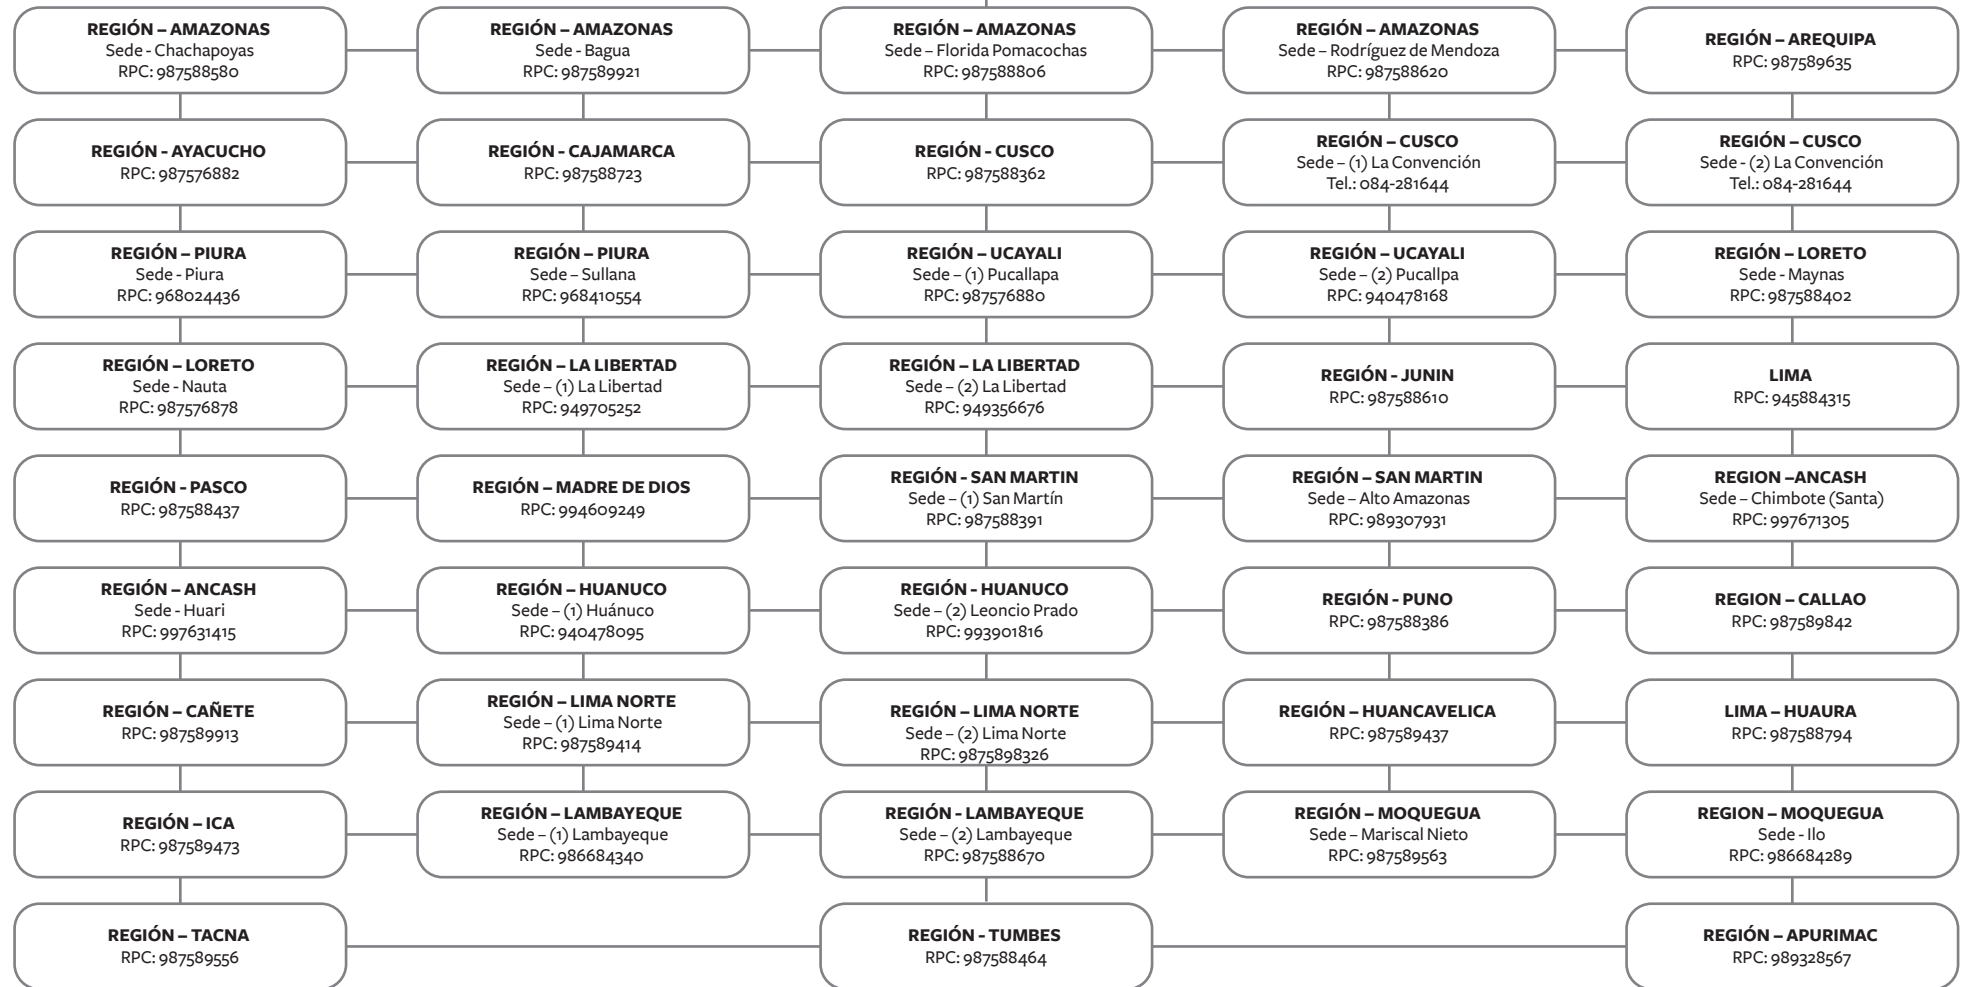 REGIÓN – AMAZONAS
Sede - Chachapoyas
RPC: 987588580
REGIÓN – AMAZONAS
Sede - Bagua
RPC: 987589921
REGIÓN – AMAZONAS
Sede – Florida Pomacochas
RPC: 987588806
REGIÓN – AMAZONAS
Sede – Rodríguez de Mendoza
RPC: 987588620
REGIÓN – AREQUIPA
RPC: 987589635
REGIÓN - AYACUCHO
RPC: 987576882
REGIÓN - CAJAMARCA
RPC: 987588723
REGIÓN - CUSCO
RPC: 987588362
REGIÓN – CUSCO
Sede – (1) La Convención
Tel.: 084-281644
REGIÓN – CUSCO
Sede - (2) La Convención
Tel.: 084-281644
REGIÓN – PIURA
Sede - Piura
RPC: 968024436
REGIÓN – PIURA
Sede – Sullana
RPC: 968410554
REGIÓN – UCAYALI
Sede – (1) Pucallapa
RPC: 987576880
REGIÓN – UCAYALI
Sede – (2) Pucallpa
RPC: 940478168
REGIÓN – LORETO
Sede - Maynas
RPC: 987588402
REGIÓN – LORETO
Sede - Nauta
RPC: 987576878
REGIÓN – LA LIBERTAD
Sede – (1) La Libertad
RPC: 949705252
REGIÓN – LA LIBERTAD
Sede – (2) La Libertad
RPC: 949356676
REGIÓN - JUNIN
RPC: 987588610
LIMA
RPC: 945884315
REGIÓN - PASCO
RPC: 987588437
REGIÓN – MADRE DE DIOS
RPC: 994609249
REGIÓN - SAN MARTIN
Sede – (1) San Martín
RPC: 987588391
REGIÓN – SAN MARTIN
Sede – Alto Amazonas
RPC: 989307931
REGION –ANCASH
Sede – Chimbote (Santa)
RPC: 997671305
REGIÓN – ANCASH
Sede - Huari
RPC: 997631415
REGIÓN – HUANUCO
Sede – (1) Huánuco
RPC: 940478095
REGIÓN - HUANUCO
Sede – (2) Leoncio Prado
RPC: 993901816
REGIÓN - PUNO
RPC: 987588386
REGION – CALLAO
RPC: 987589842
REGIÓN – CAÑETE
RPC: 987589913
REGIÓN – LIMA NORTE
Sede – (1) Lima Norte
RPC: 987589414
REGIÓN – LIMA NORTE
Sede – (2) Lima Norte
RPC: 9875898326
REGIÓN – HUANCAVELICA
RPC: 987589437
LIMA – HUAURA
RPC: 987588794
REGIÓN – ICA
RPC: 987589473
REGIÓN – LAMBAYEQUE
Sede – (1) Lambayeque
RPC: 986684340
REGIÓN - LAMBAYEQUE
Sede – (2) Lambayeque
RPC: 987588670
REGIÓN – MOQUEGUA
Sede – Mariscal Nieto
RPC: 987589563
REGION – MOQUEGUA
Sede - Ilo
RPC: 986684289
REGIÓN – TACNA
RPC: 987589556
REGIÓN - TUMBES
RPC: 987588464
REGIÓN – APURIMAC
RPC: 989328567